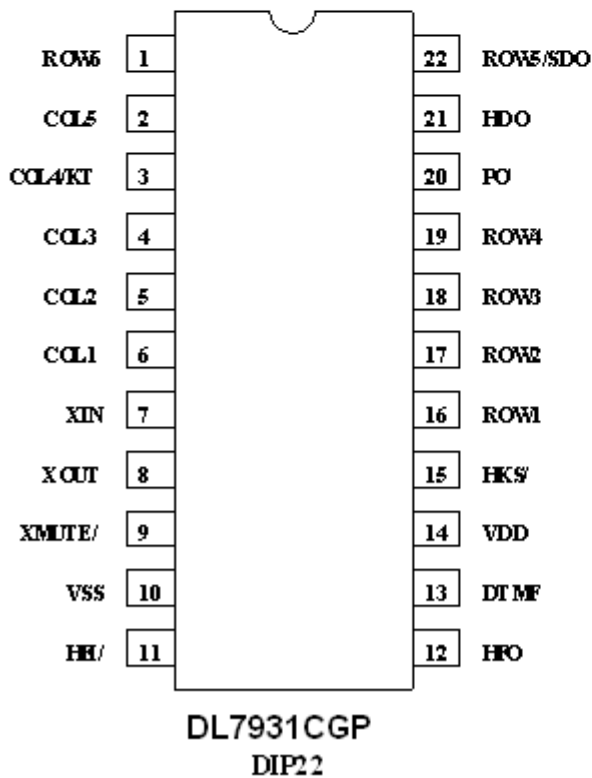 ROW6 1 22 ROW5/SDO
COL5 2 21 HDO
COL4/KT 3 20 PO/
COL3 4 19 ROW4
COL2 5 18 ROW3
COL1 6 17 ROW2
XIN 7 16 ROW1
XOUT 8 15 HKS/
XMUTE/ 9 14 VDD
VSS 10 13 DTMF
HFI/ 11 12 HFO
DL7931CGP
DIP22